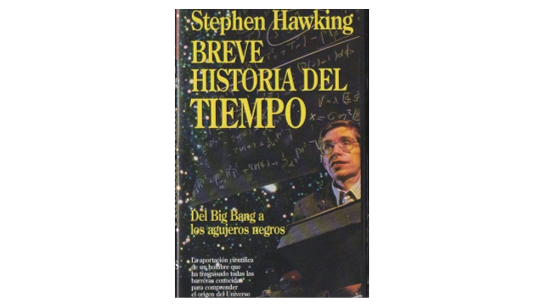 Stephen Hawking
BREVE
HISTORIA DEL
TIEMPO
Del Big Bang a
los agujeros negros
La aportación científica
de un hombre que
ha traspasado todas las
barreras conocidas
para comprender
el origen del Universo